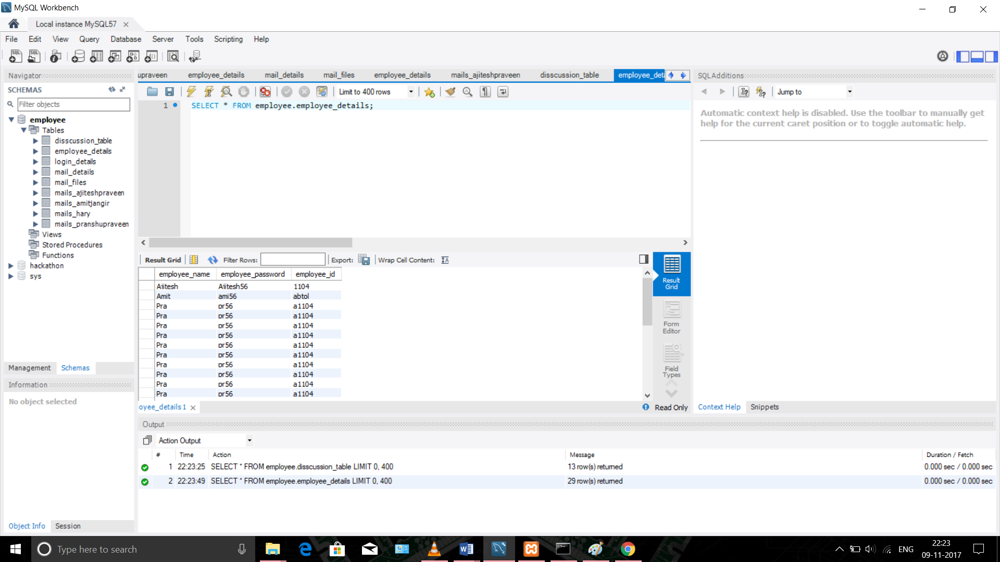 MySQL Workbench
Local instance MySQL57
File Edit View Query Database Server Tools Scripting Help
Navigator
SCHEMAS
Filter objects
employee
Tables
disscussion_table
employee_details
login_details
mail_details
mail_files
mails_ajiteshpraveen
mails_amitjangir
mails_hary
mails_pranshupraveen
Views
Stored Procedures
Functions
hackathon
sys
Management Schemas
Information
No object selected
Object Info Session
upraveen employee_details mail_details mail_files employee_details mails_ajiteshpraveen disscussion_table employee_deta
Limit to 400 rows
1 SELECT * FROM employee.employee_details;
Result Grid Filter Rows: Export: Wrap Cell Content:
employee_name employee_password employee_id
Ajitesh Ajitesh56 1104
Amit ami56 abtol
Pra pr56 a1104
Pra pr56 a1104
Pra pr56 a1104
Pra pr56 a1104
Pra pr56 a1104
Pra pr56 a1104
Pra pr56 a1104
Pra pr56 a1104
Pra pr56 a1104
Pra pr56 a1104
Result
Grid
Form
Editor
Field
Types
oyee_details 1
Read Only
SQLAdditions
Jump to
Automatic context help is disabled. Use the toolbar to manually get
help for the current caret position or to toggle automatic help.
Context Help Snippets
Output
Action Output
# Time Action Message Duration / Fetch
1 22:23:25 SELECT * FROM employee.disscussion_table LIMIT 0, 400 13 row(s) returned 0.000 sec / 0.000 sec
2 22:23:49 SELECT * FROM employee.employee_details LIMIT 0, 400 29 row(s) returned 0.000 sec / 0.000 sec
Type here to search
ENG
22:23
09-11-2017